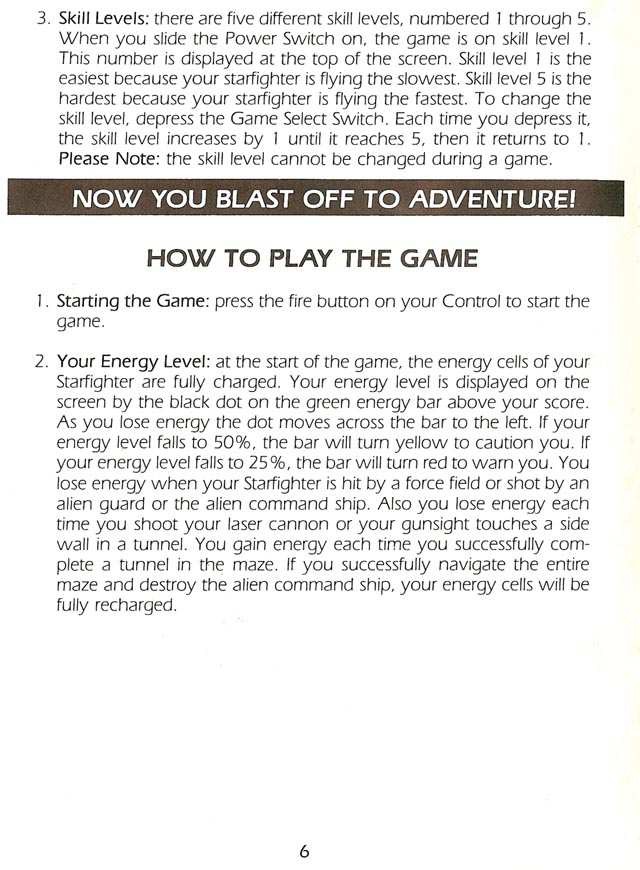 3. Skill Levels: there are five different skill levels, numbered 1 through 5.
When you slide the Power Switch on, the game is on skill level 1.
This number is displayed at the top of the screen. Skill level 1 is the
easiest because your starfighter is flying the slowest. Skill level 5 is the
hardest because your starfighter is flying the fastest. To change the
skill level, depress the Game Select Switch. Each time you depress it,
the skill level increases by 1 until it reaches 5, then it returns to 1.
Please Note: the skill level cannot be changed during a game.
NOW YOU BLAST OFF TO ADVENTURE!
HOW TO PLAY THE GAME
1. Starting the Game: press the fire button on your Control to start the
game.
2. Your Energy Level: at the start of the game, the energy cells of your
Starfighter are fully charged. Your energy level is displayed on the
screen by the black dot on the green energy bar above your score.
As you lose energy the dot moves across the bar to the left. If your
energy level falls to 50%, the bar will turn yellow to caution you. If
your energy level falls to 25%, the bar will turn red to warn you. You
lose energy when your Starfighter is hit by a force field or shot by an
alien guard or the alien command ship. Also you lose energy each
time you shoot your laser cannon or your gunsight touches a side
wall in a tunnel. You gain energy each time you successfully com-
plete a tunnel in the maze. If you successfully navigate the entire
maze and destroy the alien command ship, your energy cells will be
fully recharged.
6